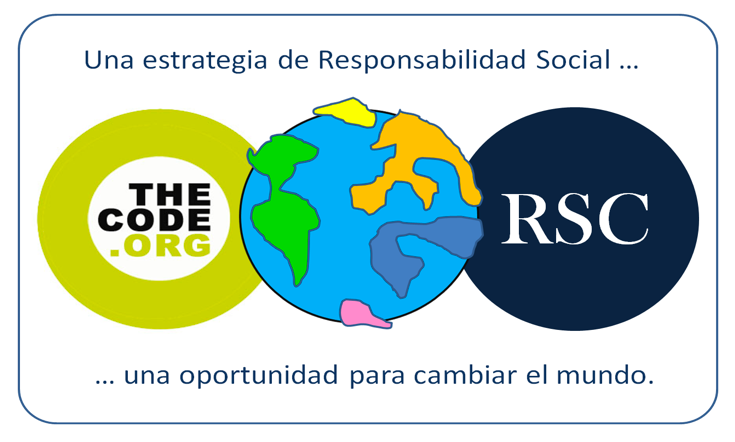 Una estrategia de Responsabilidad Social ...
THE
CODE
.ORG
RSC
... una oportunidad para cambiar el mundo.